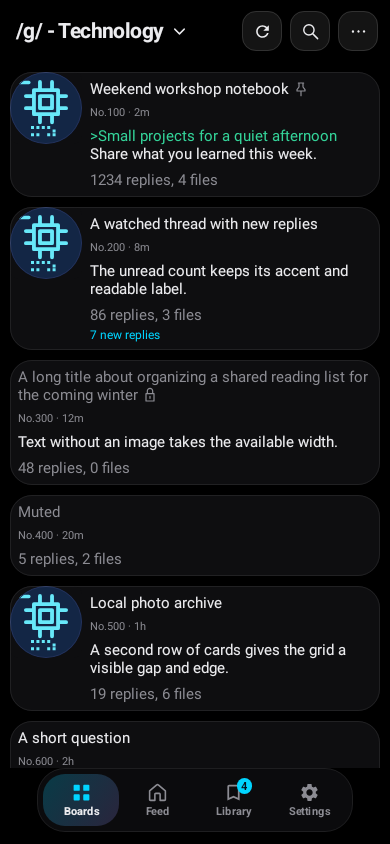 /g/ - Technology
Weekend workshop notebook
No.100 · 2m
>Small projects for a quiet afternoon
Share what you learned this week.
1234 replies, 4 files
A watched thread with new replies
No.200 · 8m
The unread count keeps its accent and
readable label.
86 replies, 3 files
7 new replies
A long title about organizing a shared reading list for
the coming winter
No.300 · 12m
Text without an image takes the available width.
48 replies, 0 files
Muted
No.400 · 20m
5 replies, 2 files
Local photo archive
No.500 · 1h
A second row of cards gives the grid a
visible gap and edge.
19 replies, 6 files
A short question
No.600 · 2h
4
Boards
Feed
Library
Settings